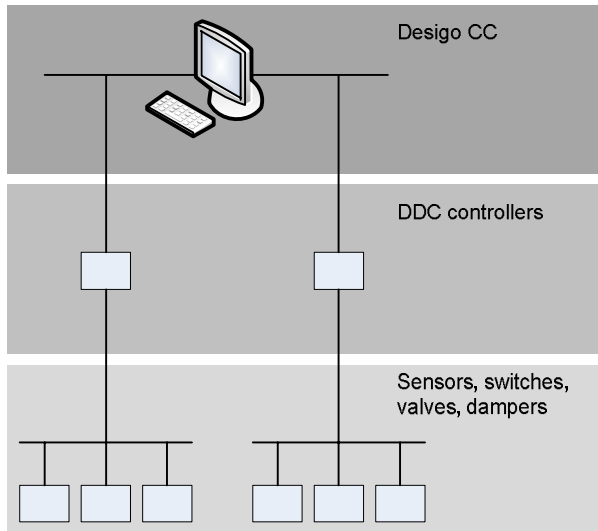 Desigo CC
DDC controllers
Sensors, switches,
valves, dampers